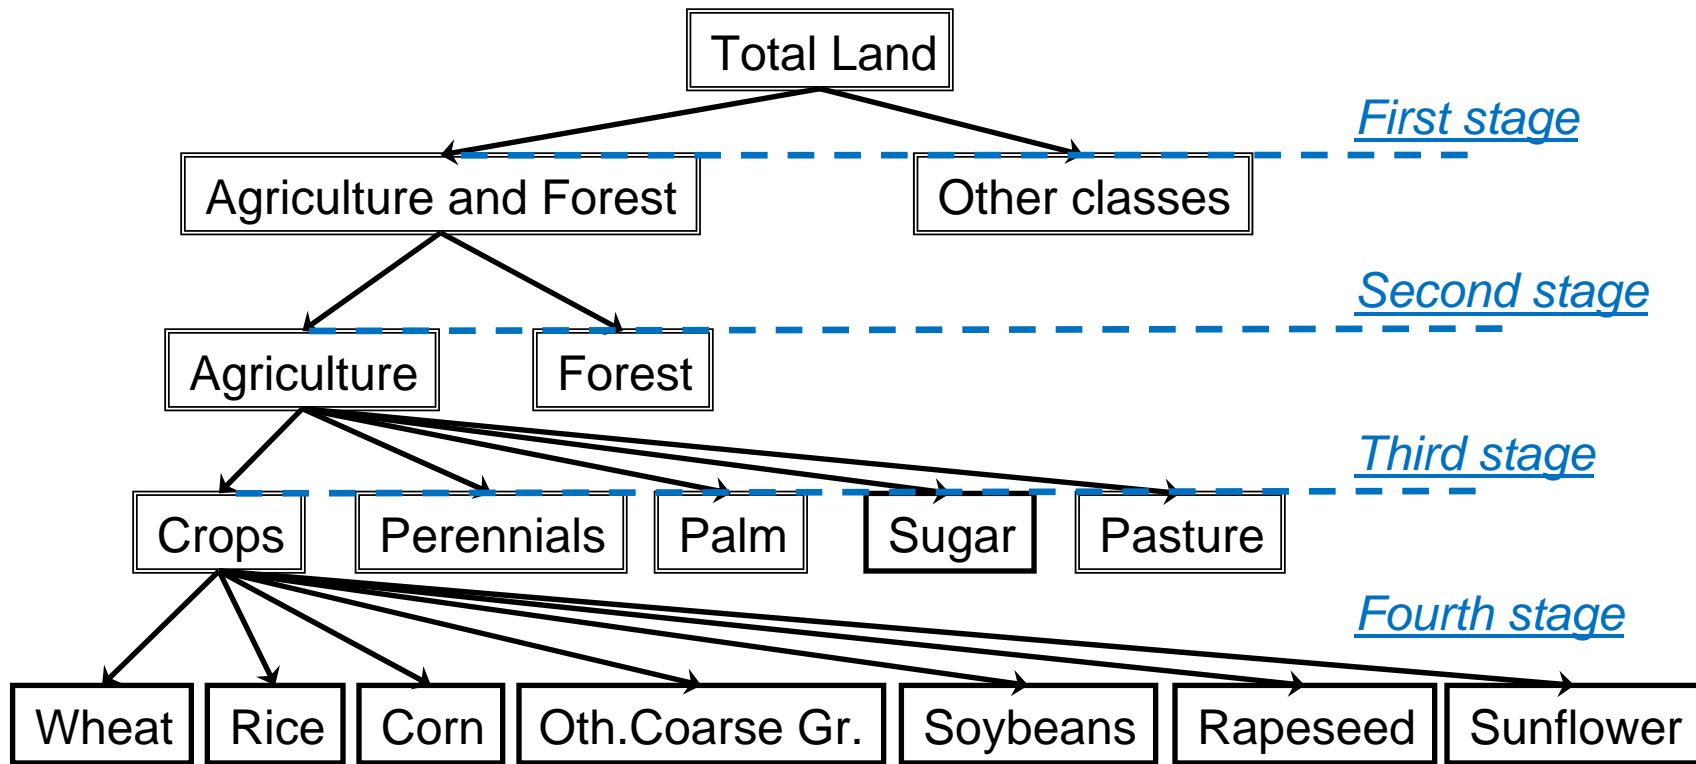 Total Land
First stage
Agriculture and Forest
Other classes
Second stage
Agriculture
Forest
Third stage
Crops
Perennials
Palm
Sugar
Pasture
Fourth stage
Wheat
Rice
Corn
Oth.Coarse Gr.
Soybeans
Rapeseed
Sunflower